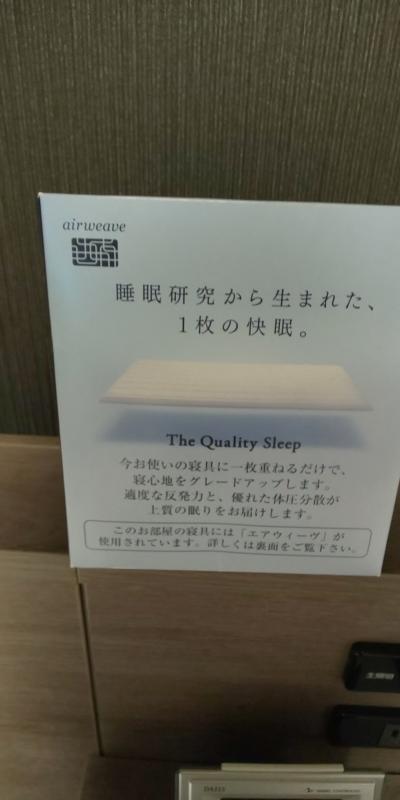 airweave
睡眠研究から生まれた、
1枚の快眠。
The Quality Sleep
今お使いの寝具に一枚重ねるだけで、
寝心地をグレードアップします。
適度な反発力と、優れた体圧分散が
上質の眠りをお届けします。
このお部屋の寝具には「エアウィーヴ」が
使用されています。詳しくは裏面をご覧下さい。